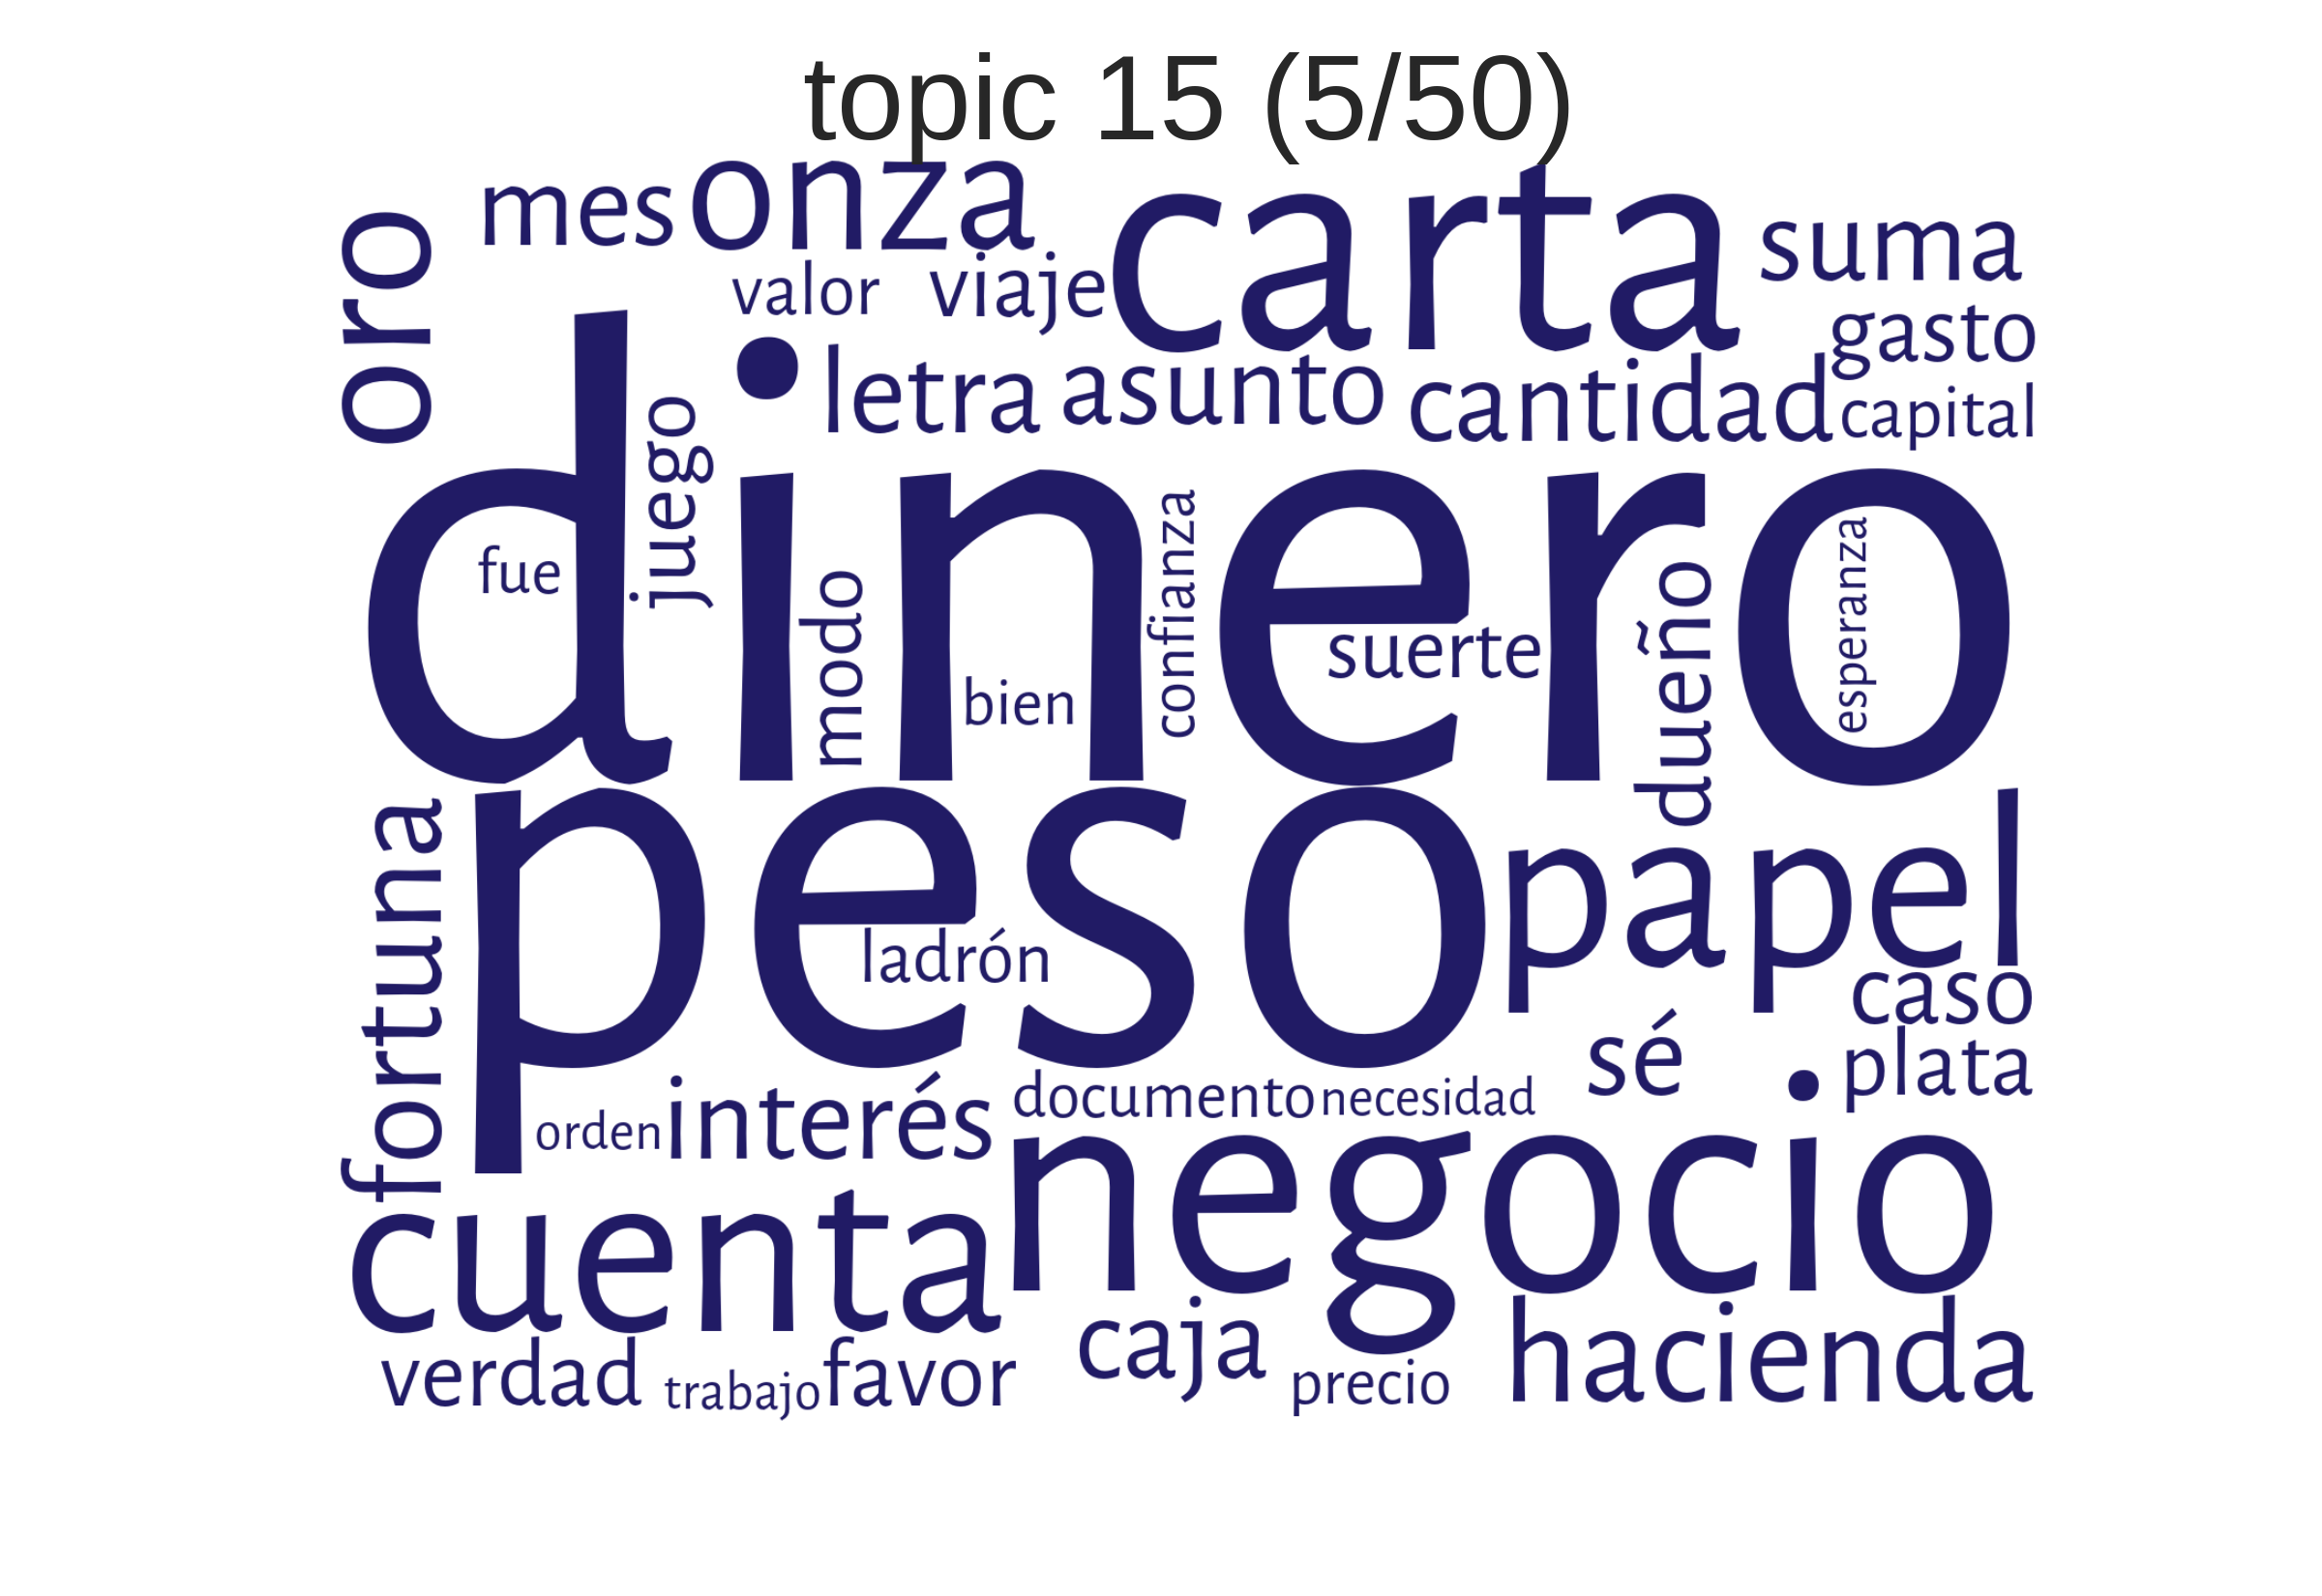 topic 15 (5/50)
oro
mes
onza
carta
suma
valor
viaje
gasto
letra
asunto
cantidad
capital
juego
dinero
fue
modo
bien
confianza
suerte
dueño
esperanza
fortuna
peso
papel
ladrón
caso
sé
plata
orden
interés
documento
necesidad
cuenta
negocio
verdad
trabajo
favor
caja
precio
hacienda